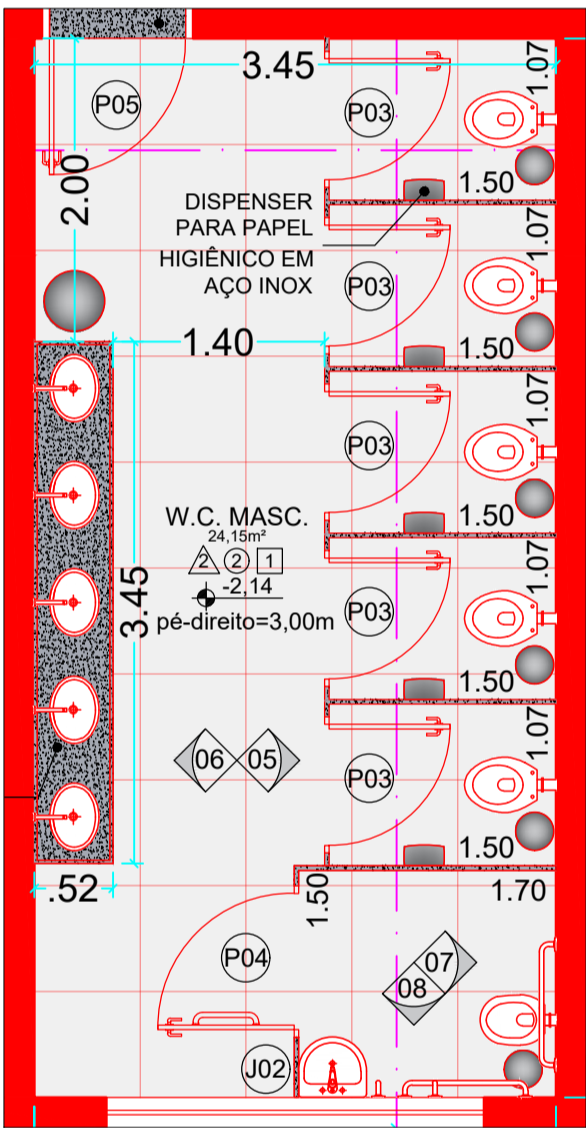 3.45
1.07
P05
P03
2.00
1.50
DISPENSER
PARA PAPEL
HIGIÊNICO EM
AÇO INOX
1.07
P03
1.40
1.50
1.07
P03
1.50
W.C. MASC.
24,15m²
2 2 1
-2,14
pé-direito=3,00m
3.45
1.07
P03
1.50
06 05
1.07
P03
1.50
.52
1.50
1.70
P04
07
08
J02